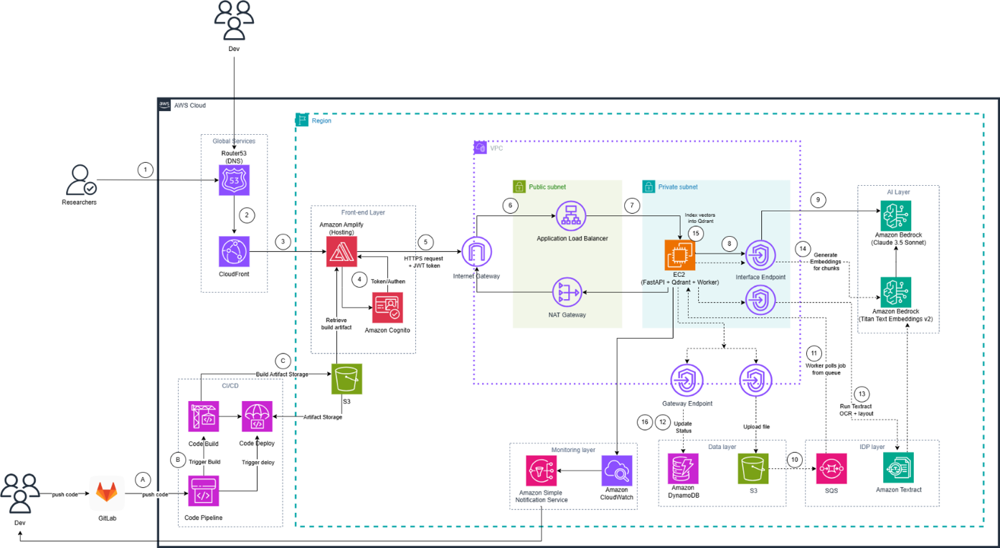 Dev
aws
AWS Cloud
Region
Global Services
Router53
(DNS)
53
VPC
1
Researchers
2
CloudFront
3
Front-end Layer
Amazon Amplify
(Hosting)
4
Token/Authen
Amazon Cognito
Retrieve
build artifact
5
HTTPS request
+ JWT token
Internet Gateway
6
Public subnet
Application Load Balancer
NAT Gateway
7
Private subnet
Index vectors
into Qdrant
15
EC2
(FastAPI + Qdrant + Worker)
8
Interface Endpoint
9
14
Generate
Embeddings
for chunks
AI Layer
Amazon Bedrock
(Claude 3.5 Sonnet)
Amazon Bedrock
(Titan Text Embeddings v2)
C
Build Artifact Storage
S3
Artifact Storage
CI/CD
Code Build
Code Deploy
B
Trigger Build
Trigger deloy
Code Pipeline
A
push code
push code
GitLab
Dev
Gateway Endpoint
11
Worker polls job
from queue
13
Run Textract
OCR + layout
16
12
Update
Status
Upload file
Monitoring layer
Amazon Simple
Notification Service
Amazon
CloudWatch
Data layer
Amazon
DynamoDB
S3
10
IDP layer
SQS
Amazon Textract